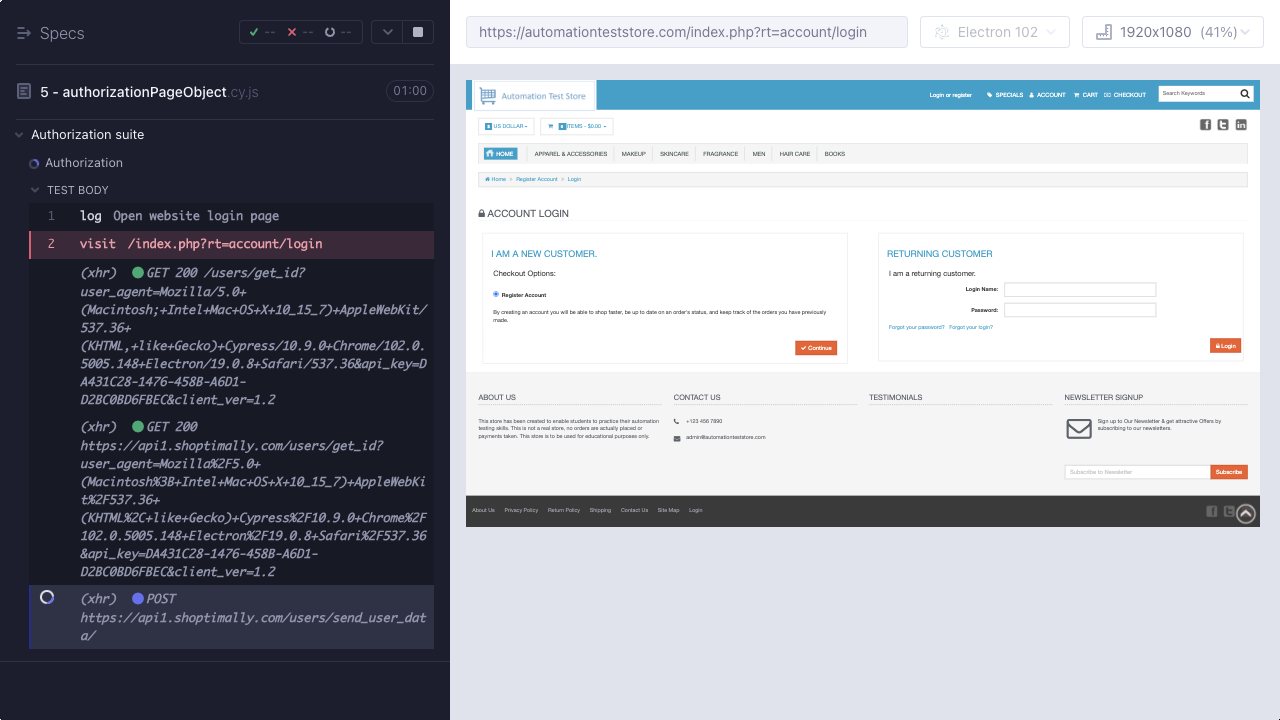 Specs
--
--
--
5 - authorizationPageObject.cy.js
01:00
Authorization suite
Authorization
TEST BODY
1 log Open website login page
2 visit /index.php?rt=account/login
(xhr) GET 200 /users/get_id?
user_agent=Mozilla/5.0+
(Macintosh;+Intel+Mac+OS+X+10_15_7)+AppleWebKit/
537.36+
(KHTML,+like+Gecko)+Cypress/10.9.0+Chrome/102.0.
5005.148+Electron/19.0.8+Safari/537.36&api_key=D
A431C28-1476-458B-A6D1-
D2BC0BD6FBEC&client_ver=1.2
(xhr) GET 200
https://api1.shoptimally.com/users/get_id?
user_agent=Mozilla%2F5.0+
(Macintosh%3B+Intel+Mac+OS+X+10_15_7)+AppleWebKi
t%2F537.36+
(KHTML%2C+like+Gecko)+Cypress%2F10.9.0+Chrome%2F
102.0.5005.148+Electron%2F19.0.8+Safari%2F537.36
&api_key=DA431C28-1476-458B-A6D1-
D2BC0BD6FBEC&client_ver=1.2
(xhr) POST
https://api1.shoptimally.com/users/send_user_dat
a/
https://automationteststore.com/index.php?rt=account/login
Electron 102
1920x1080 (41%)
Automation Test Store
Login or register
SPECIALS
ACCOUNT
CART
CHECKOUT
Search Keywords
$ US DOLLAR
0 ITEMS - $0.00
HOME
APPAREL & ACCESSORIES
MAKEUP
SKINCARE
FRAGRANCE
MEN
HAIR CARE
BOOKS
Home » Register Account » Login
ACCOUNT LOGIN
I AM A NEW CUSTOMER.
Checkout Options:
Register Account
By creating an account you will be able to shop faster, be up to date on an order's status, and keep track of the orders you have previously
made.
Continue
RETURNING CUSTOMER
I am a returning customer.
Login Name:
Password:
Forgot your password? Forgot your login?
Login
ABOUT US
This store has been created to enable students to practice their automation
testing skills. This is not a real store, no orders are actually placed or
payments taken. This store is to be used for educational purposes only.
CONTACT US
+123 456 7890
admin@automationteststore.com
TESTIMONIALS
NEWSLETTER SIGNUP
Sign up to Our Newsletter & get attractive Offers by
subscribing to our newsletters.
Subscribe to Newsletter
Subscribe
About Us
Privacy Policy
Return Policy
Shipping
Contact Us
Site Map
Login